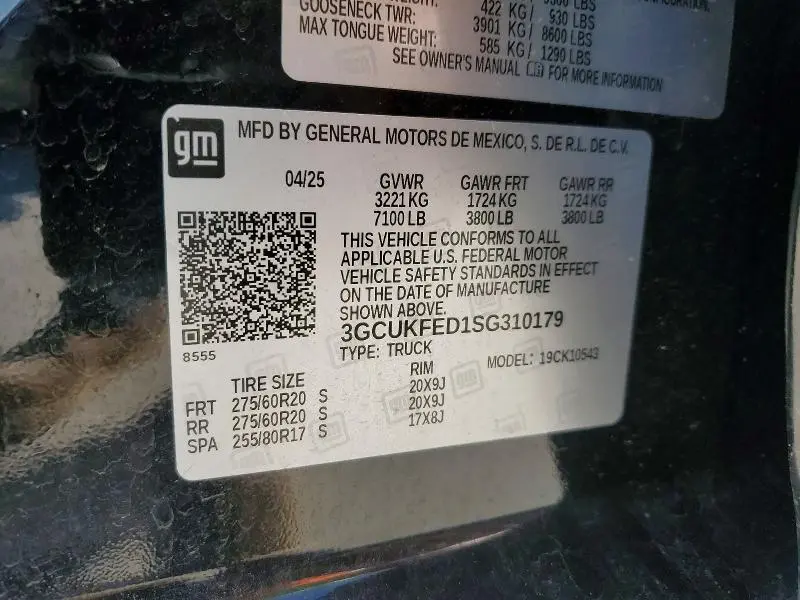 422 KG/ 930 LBS
GOOSENECK TWR: 3901 KG/ 8600 LBS
MAX TONGUE WEIGHT: 585 KG/ 1290 LBS
SEE OWNER'S MANUAL FOR MORE INFORMATION
gm
MFD BY GENERAL MOTORS DE MEXICO, S. DE R.L. DE C.V.
04/25 GVWR GAWR FRT GAWR RR
3221 KG 1724 KG 1724 KG
7100 LB 3800 LB 3800 LB
THIS VEHICLE CONFORMS TO ALL
APPLICABLE U.S. FEDERAL MOTOR
VEHICLE SAFETY STANDARDS IN EFFECT
ON THE DATE OF MANUFACTURE
SHOWN ABOVE.
3GCUKFED1SG310179
8555
TYPE: TRUCK MODEL: 19CK10543
TIRE SIZE RIM
FRT 275/60R20 S 20X9J
RR 275/60R20 S 20X9J
SPA 255/80R17 S 17X8J